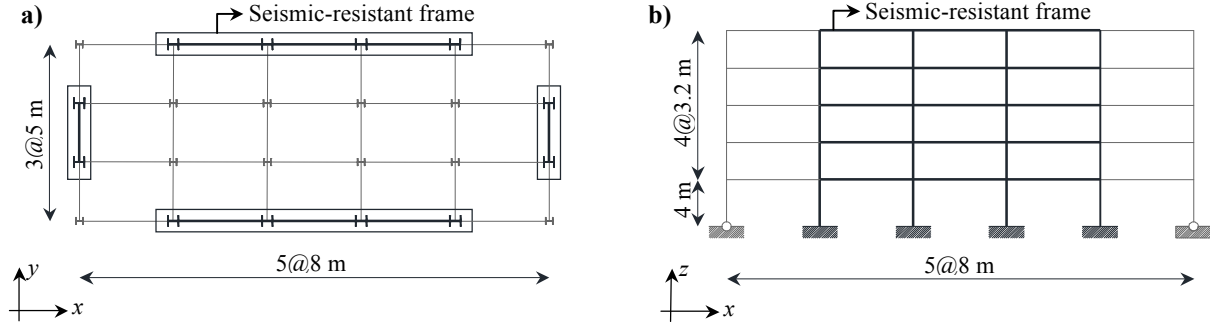 a)
Seismic-resistant frame
3@5 m
5@8 m
y
x
b)
Seismic-resistant frame
4@3.2 m
4 m
5@8 m
z
x